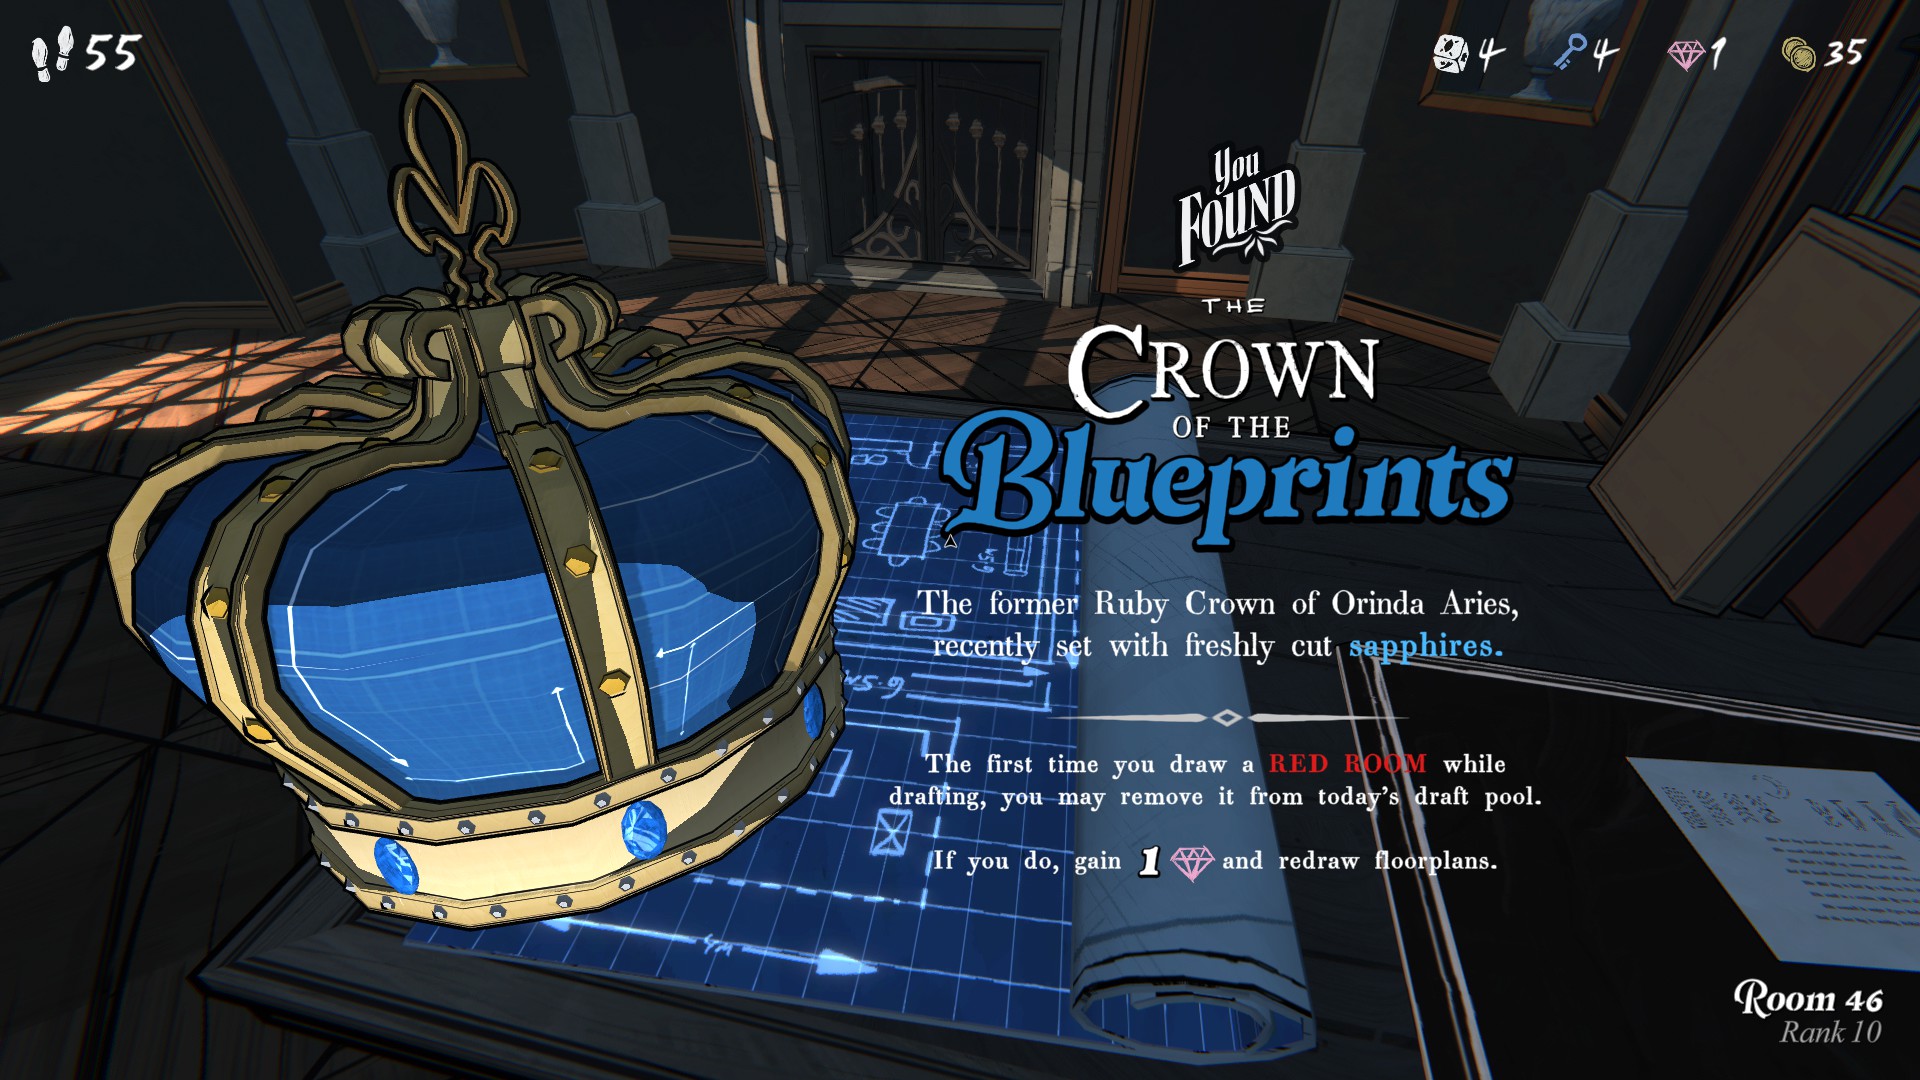 55
4
4
1
35
You
FOUND
THE
CROWN
OF THE
Blueprints
The former Ruby Crown of Orinda Aries,
recently set with freshly cut sapphires.
The first time you draw a RED ROOM while
drafting, you may remove it from today's draft pool.
If you do, gain 1 and redraw floorplans.
Room 46
Rank 10